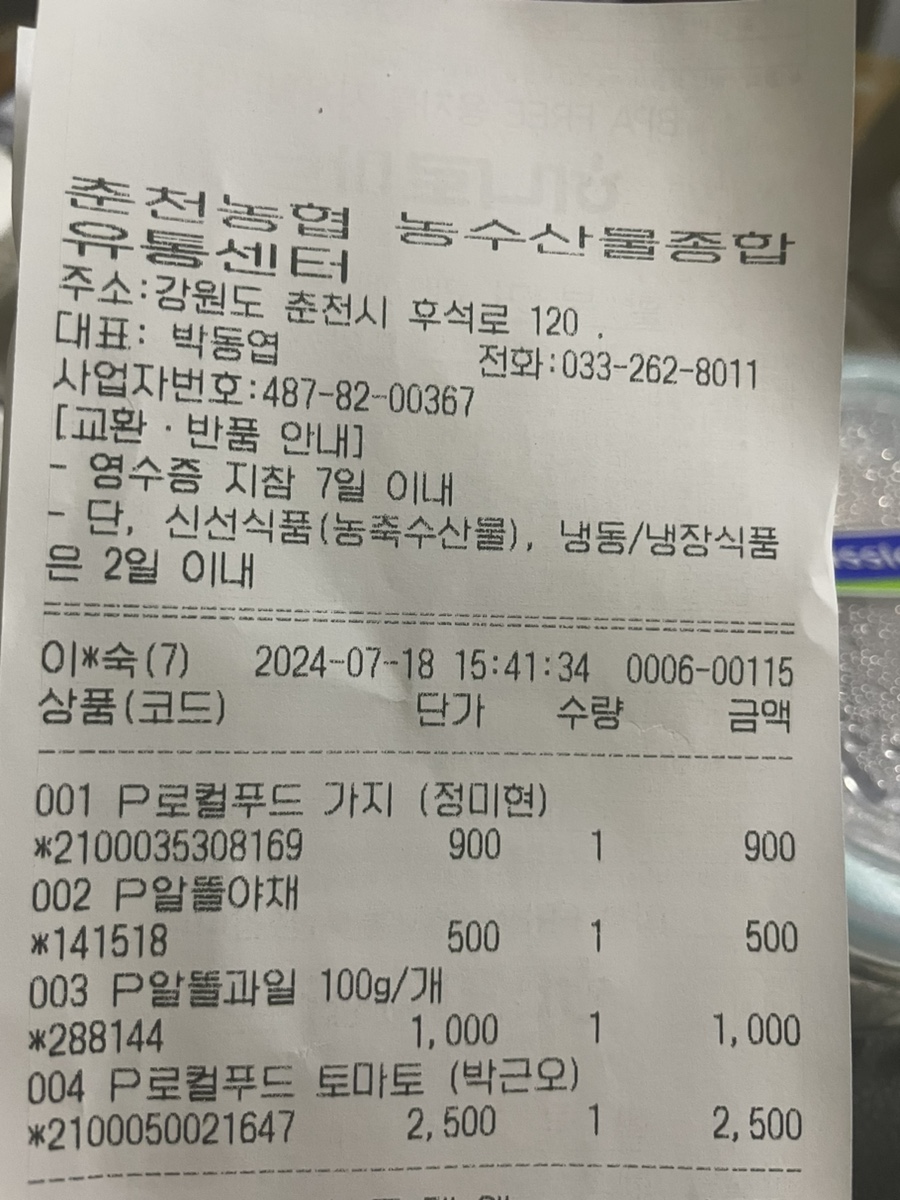 춘천농협 농수산물종합
유통센터
주소:강원도 춘천시 후석로 120 .
대표: 박동엽 전화:033-262-8011
사업자번호:487-82-00367
[교환·반품 안내]
- 영수증 지참 7일 이내
- 단, 신선식품(농축수산물), 냉동/냉장식품
은 2일 이내
이*숙(7) 2024-07-18 15:41:34 0006-00115
상품(코드) 단가 수량 금액
001 P로컬푸드 가지 (정미현)
*2100035308169 900 1 900
002 P알뜰야채
*141518 500 1 500
003 P알뜰과일 100g/개
*288144 1,000 1 1,000
004 P로컬푸드 토마토 (박근오)
*2100050021647 2,500 1 2,500